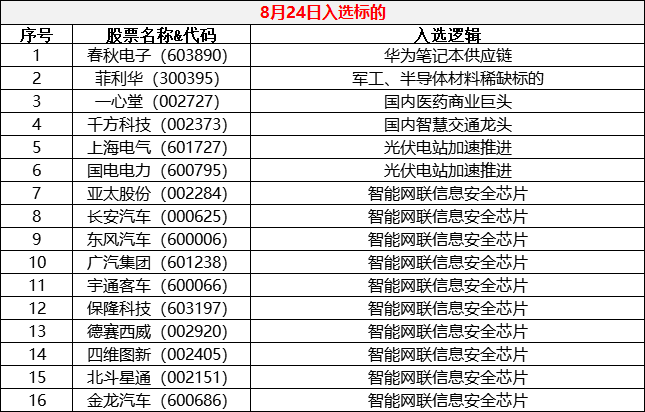 8月24日入选标的
序号 股票名称&代码 入选逻辑
1 春秋电子（603890） 华为笔记本供应链
2 菲利华（300395） 军工、半导体材料稀缺标的
3 一心堂（002727） 国内医药商业巨头
4 千方科技（002373） 国内智慧交通龙头
5 上海电气（601727） 光伏电站加速推进
6 国电电力（600795） 光伏电站加速推进
7 亚太股份（002284） 智能网联信息安全芯片
8 长安汽车（000625） 智能网联信息安全芯片
9 东风汽车（600006） 智能网联信息安全芯片
10 广汽集团（601238） 智能网联信息安全芯片
11 宇通客车（600066） 智能网联信息安全芯片
12 保隆科技（603197） 智能网联信息安全芯片
13 德赛西威（002920） 智能网联信息安全芯片
14 四维图新（002405） 智能网联信息安全芯片
15 北斗星通（002151） 智能网联信息安全芯片
16 金龙汽车（600686） 智能网联信息安全芯片